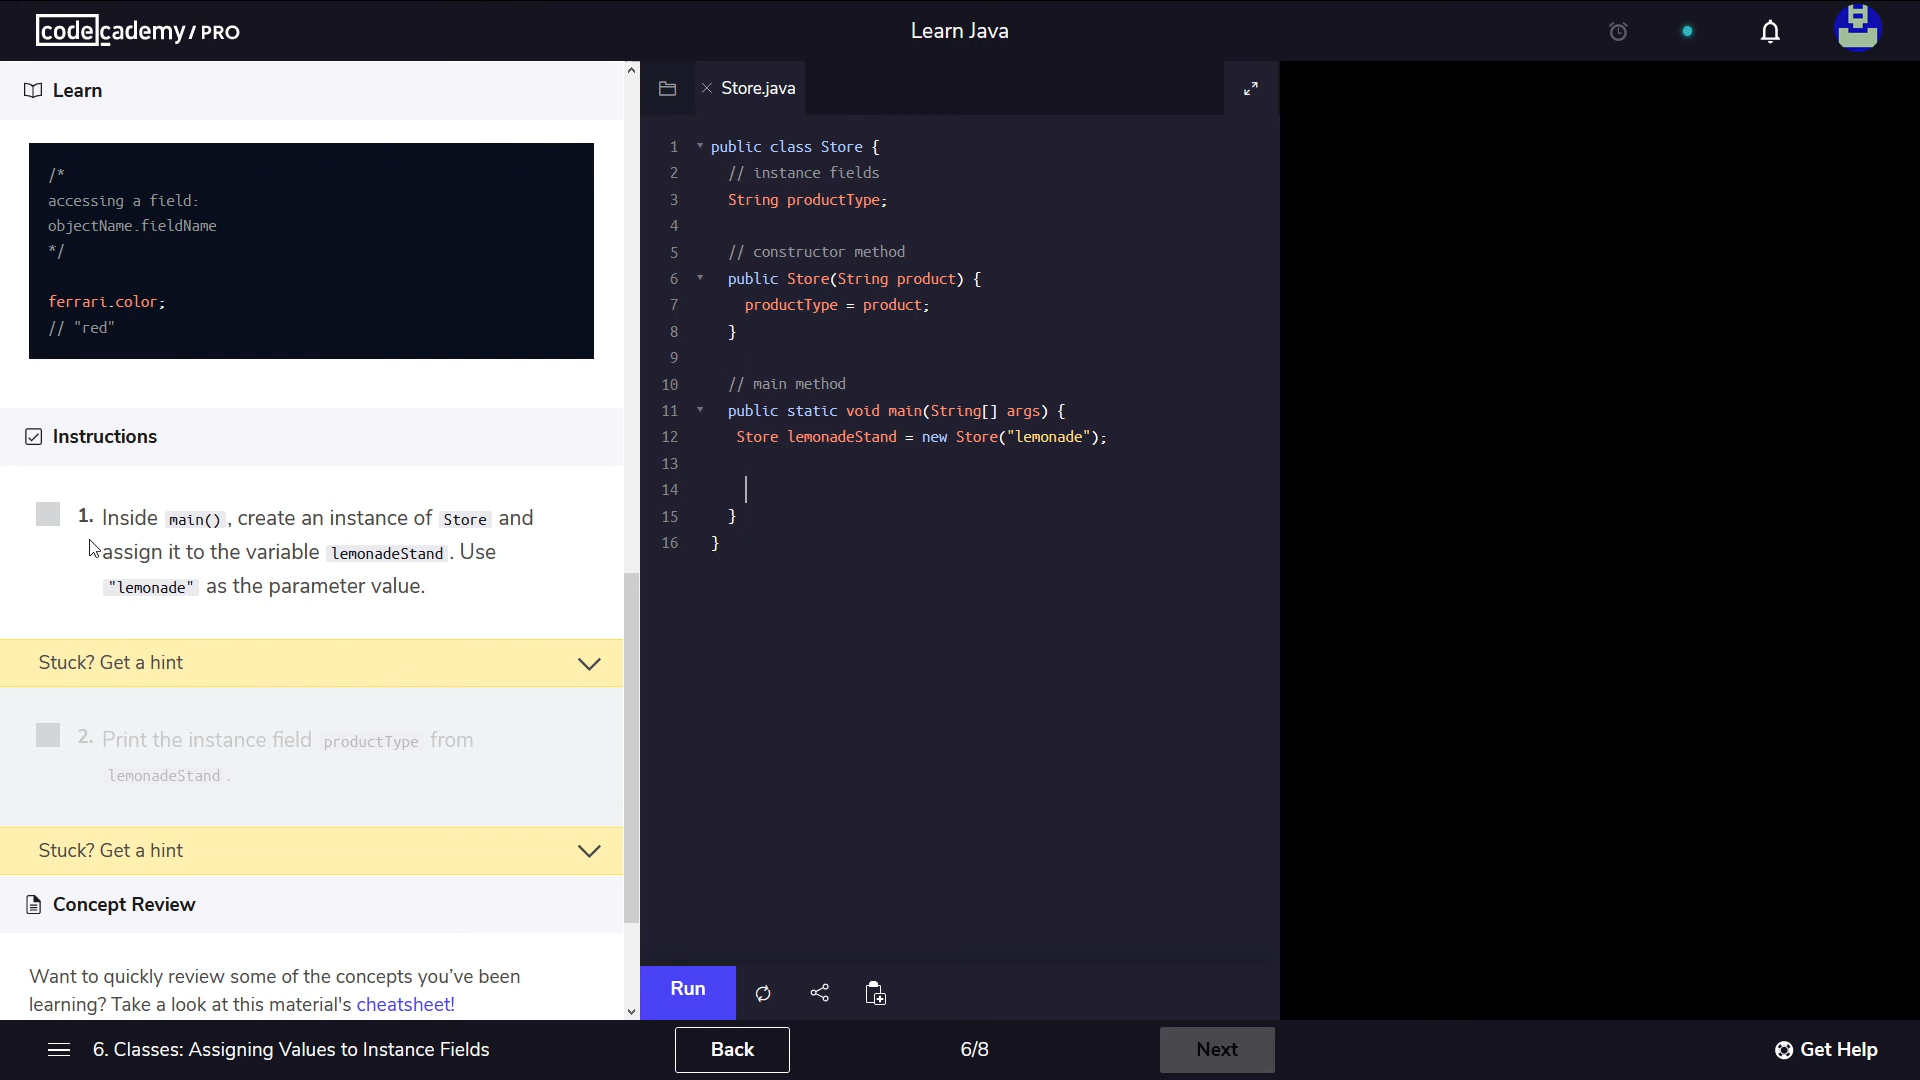 codecademy / PRO
Learn Java
Learn
/*
accessing a field:
objectName.fieldName
*/
ferrari.color;
// "red"
Instructions
1. Inside main(), create an instance of Store and
assign it to the variable lemonadeStand. Use
"lemonade" as the parameter value.
Stuck? Get a hint
2. Print the instance field productType from
lemonadeStand.
Stuck? Get a hint
Concept Review
Want to quickly review some of the concepts you've been
learning? Take a look at this material's cheatsheet!
Store.java
1 public class Store {
2 // instance fields
3 String productType;
4
5 // constructor method
6 public Store(String product) {
7 productType = product;
8 }
9
10 // main method
11 public static void main(String[] args) {
12 Store lemonadeStand = new Store("lemonade");
13
14
15 }
16 }
Run
6. Classes: Assigning Values to Instance Fields
Back
6/8
Next
Get Help